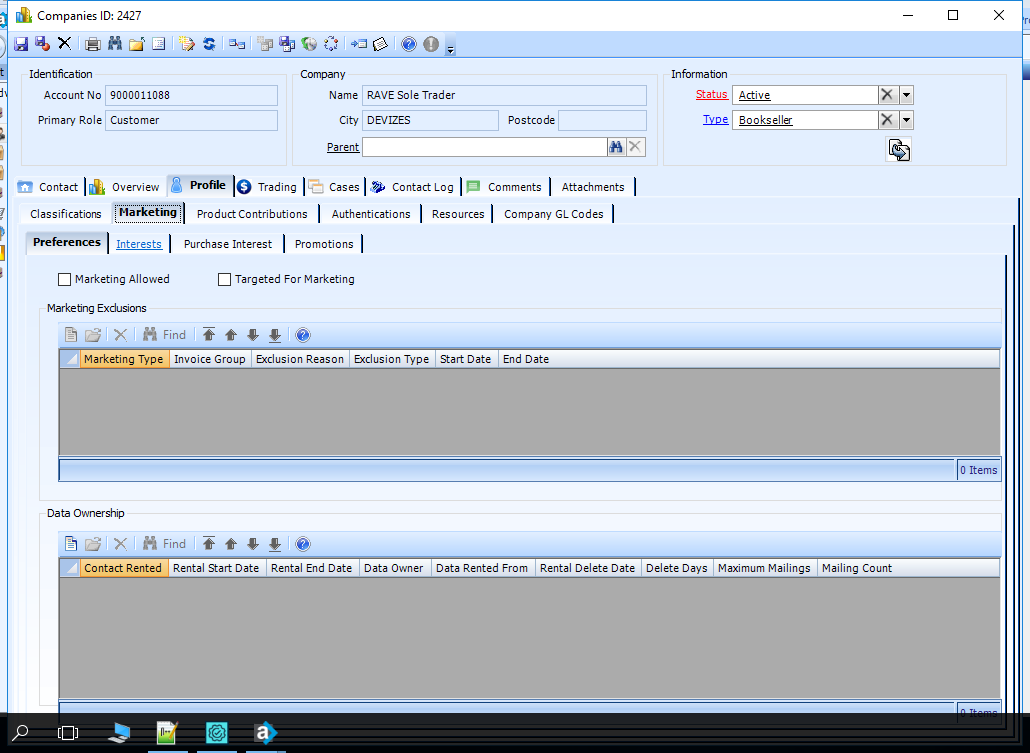 Companies ID: 2427
Identification
Company
Information
Account No 9000011088
Name RAVE Sole Trader
Status Active
Primary Role Customer
City DEVIZES
Postcode
Type Bookseller
Parent
Contact Overview Profile Trading Cases Contact Log Comments Attachments
Classifications Marketing Product Contributions Authentications Resources Company GL Codes
Preferences Interests Purchase Interest Promotions
Marketing Allowed Targeted For Marketing
Marketing Exclusions
Find
Marketing Type Invoice Group Exclusion Reason Exclusion Type Start Date End Date
0 Items
Data Ownership
Find
Contact Rented Rental Start Date Rental End Date Data Owner Data Rented From Rental Delete Date Delete Days Maximum Mailings Mailing Count
0 Items